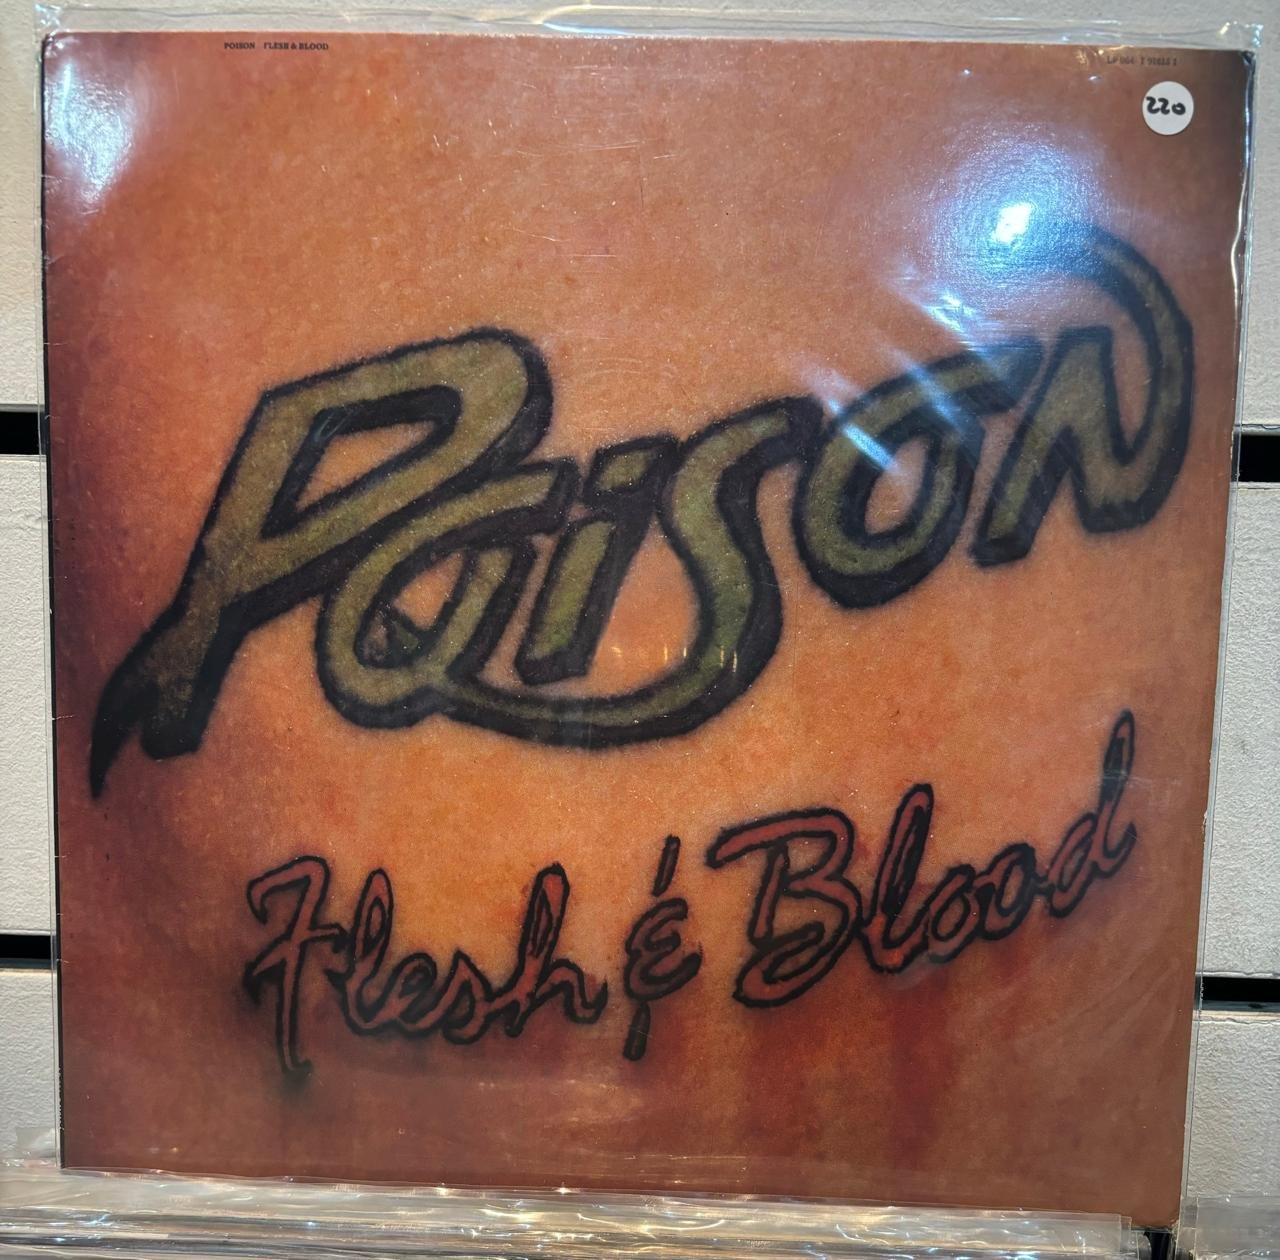 POISON FLESH & BLOOD
220
POISON
Flesh & Blood